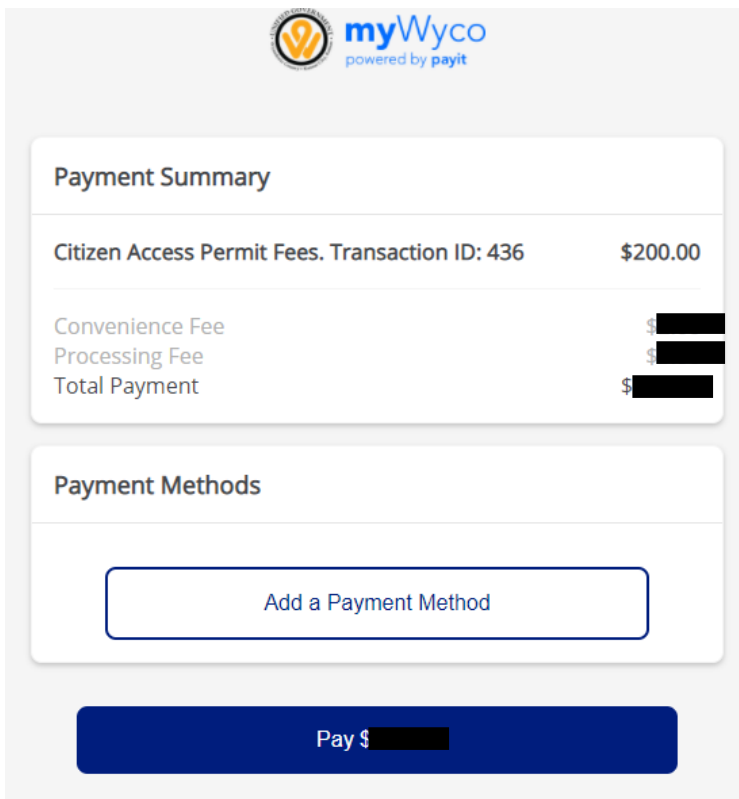 myWyco
powered by payit
Payment Summary
Citizen Access Permit Fees. Transaction ID: 436 $200.00
Convenience Fee $
Processing Fee $
Total Payment $
Payment Methods
Add a Payment Method
Pay $